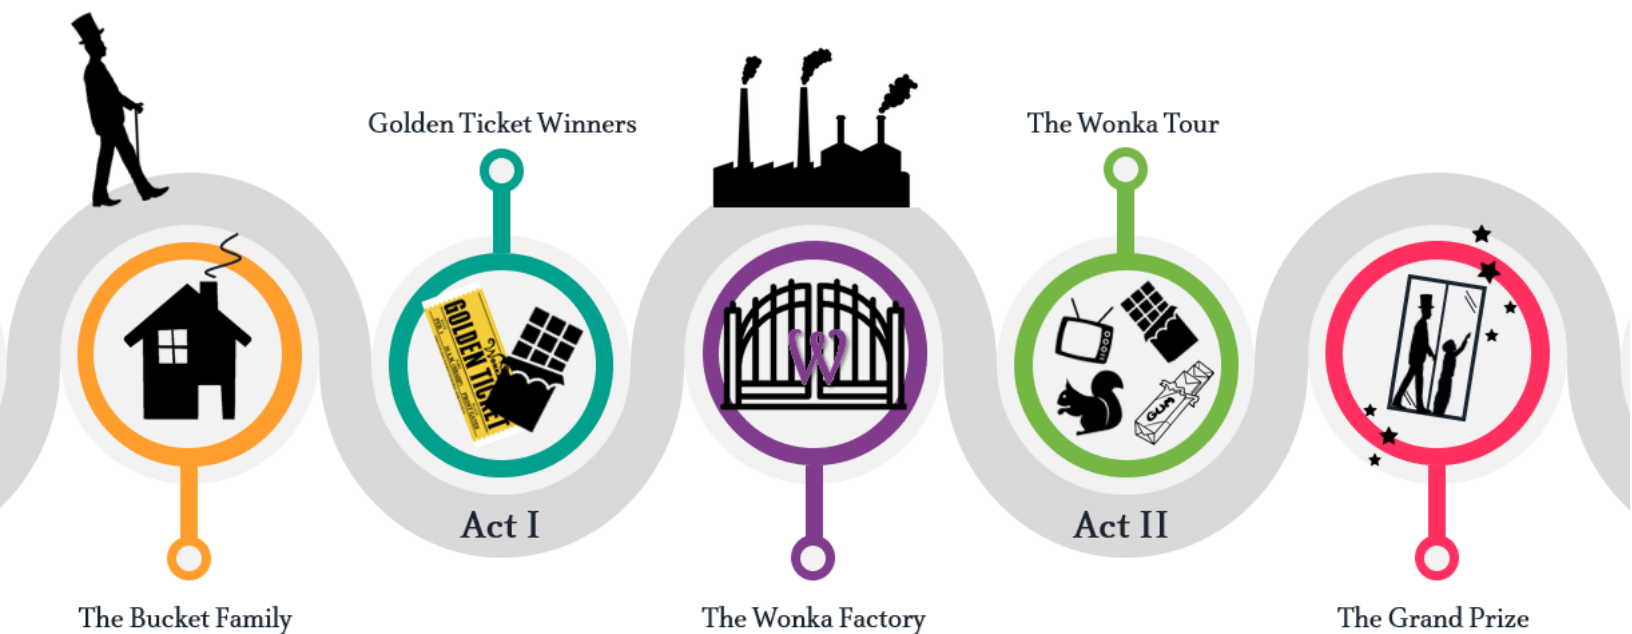 Golden Ticket Winners
The Wonka Tour
GOLDEN TICKET
Wonka
W
GUM
Act I
Act II
The Bucket Family
The Wonka Factory
The Grand Prize